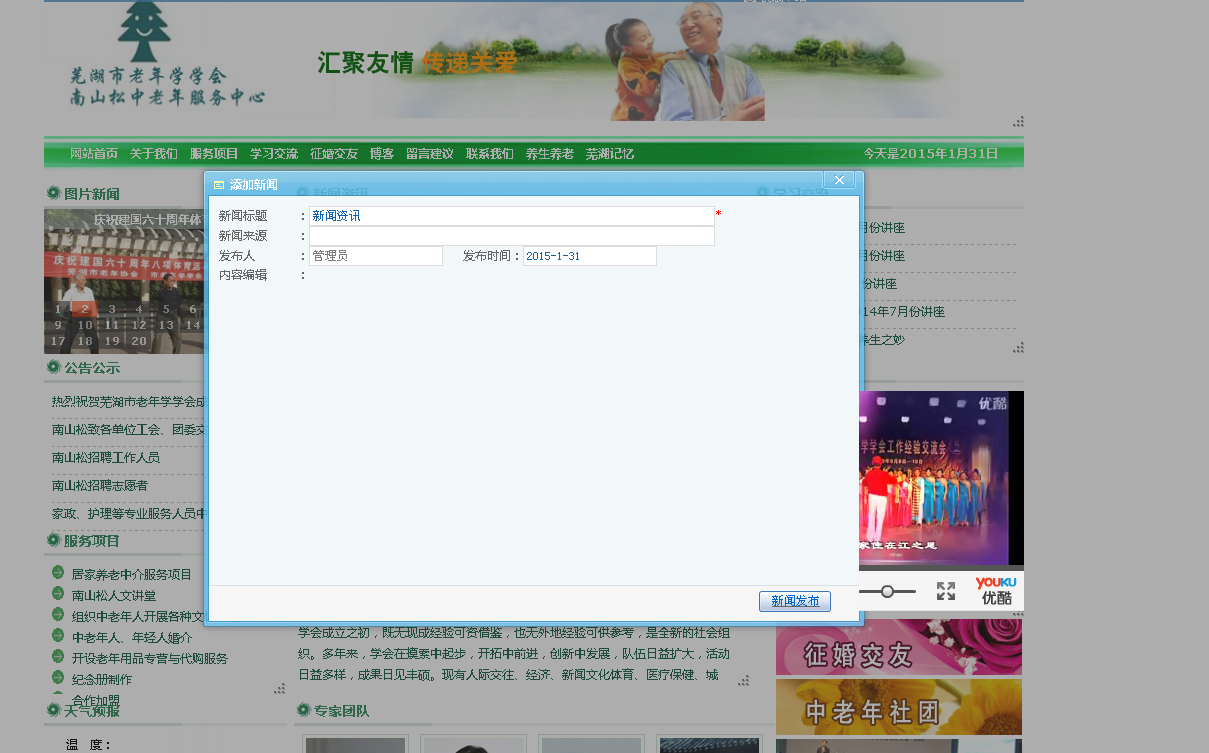 芜湖市老年学学会
南山松中老年服务中心
汇聚友情 传递关爱
网站首页 关于我们 服务项目 学习交流 征婚交友 博客 留言建议 联系我们 养生养老 芜湖记忆 今天是2015年1月31日
图片新闻
新闻资讯
学习交流
添加新闻
新闻标题 : 新闻资讯 *
新闻来源 :
发布人 : 管理员 发布时间 : 2015-1-31
内容编辑 :
新闻发布
庆祝建国六十周年体
庆祝建国六十周年八项体育活
芜湖市老年协会
1 2 3 4 5 6
9 10 11 12 13 14
17 18 19 20
月份讲座
月份讲座
份讲座
14年7月份讲座
养生之妙
公告公示
热烈祝贺芜湖市老年学学会成
南山松致各单位工会、团委交
南山松招聘工作人员
南山松招聘志愿者
家政、护理等专业服务人员中
服务项目
居家养老中介服务项目
南山松人文讲堂
组织中老年人开展各种文
中老年人、年轻人婚介
开设老年用品专营与代购服务
纪念册制作
合作加盟
天气预报
温 度:
优酷
学学会工作经验交流会
家住在江之尾
YOUKU
优酷
学会成立之初，既无现成经验可资借鉴，也无外地经验可供参考，是全新的社会组
织。多年来，学会在摸索中起步，开拓中前进，创新中发展，队伍日益扩大，活动
日益多样，成果日见丰硕。现有人际交往、经济、新闻文化体育、医疗保健、城
专家团队
征婚交友
中老年社团